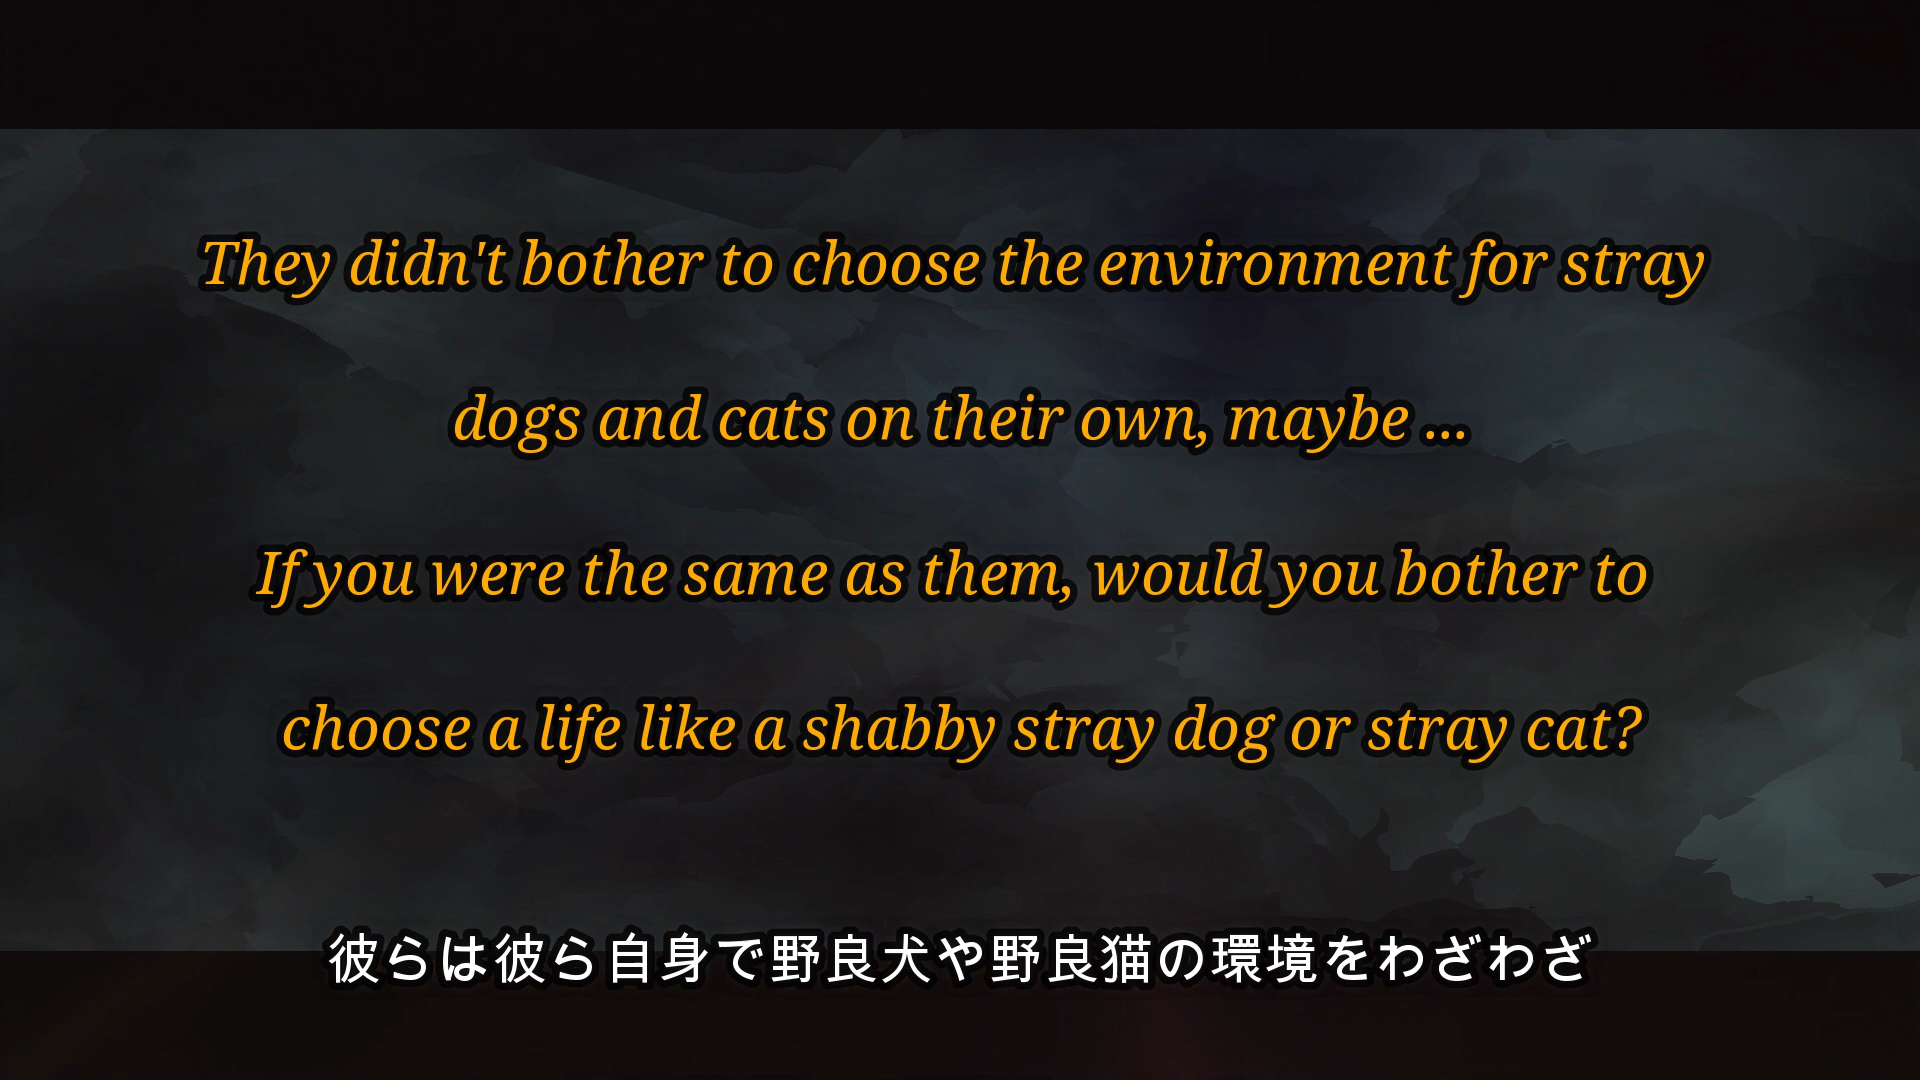 They didn't bother to choose the environment for stray
dogs and cats on their own, maybe ...
If you were the same as them, would you bother to
choose a life like a shabby stray dog or stray cat?
彼らは彼ら自身で野良犬や野良猫の環境をわざわざ